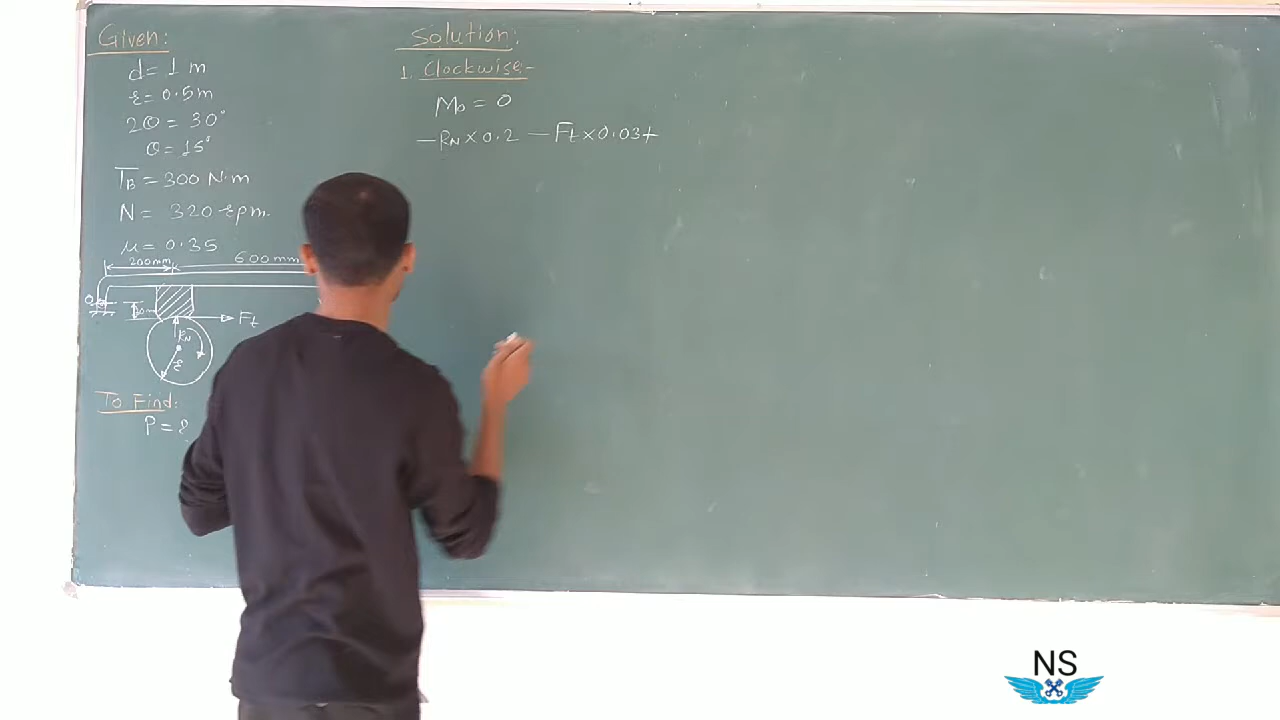 Given:
d = 1 m
r = 0.5 m
2θ = 30°
θ = 15°
TB = 300 N·m
N = 320 rpm
μ = 0.35
200mm
600mm
O
Ft
RN
r
To Find:
P = ?
Solution:
1. Clockwise:-
Mo = 0
-RN×0.2 - Ft×0.03+
NS